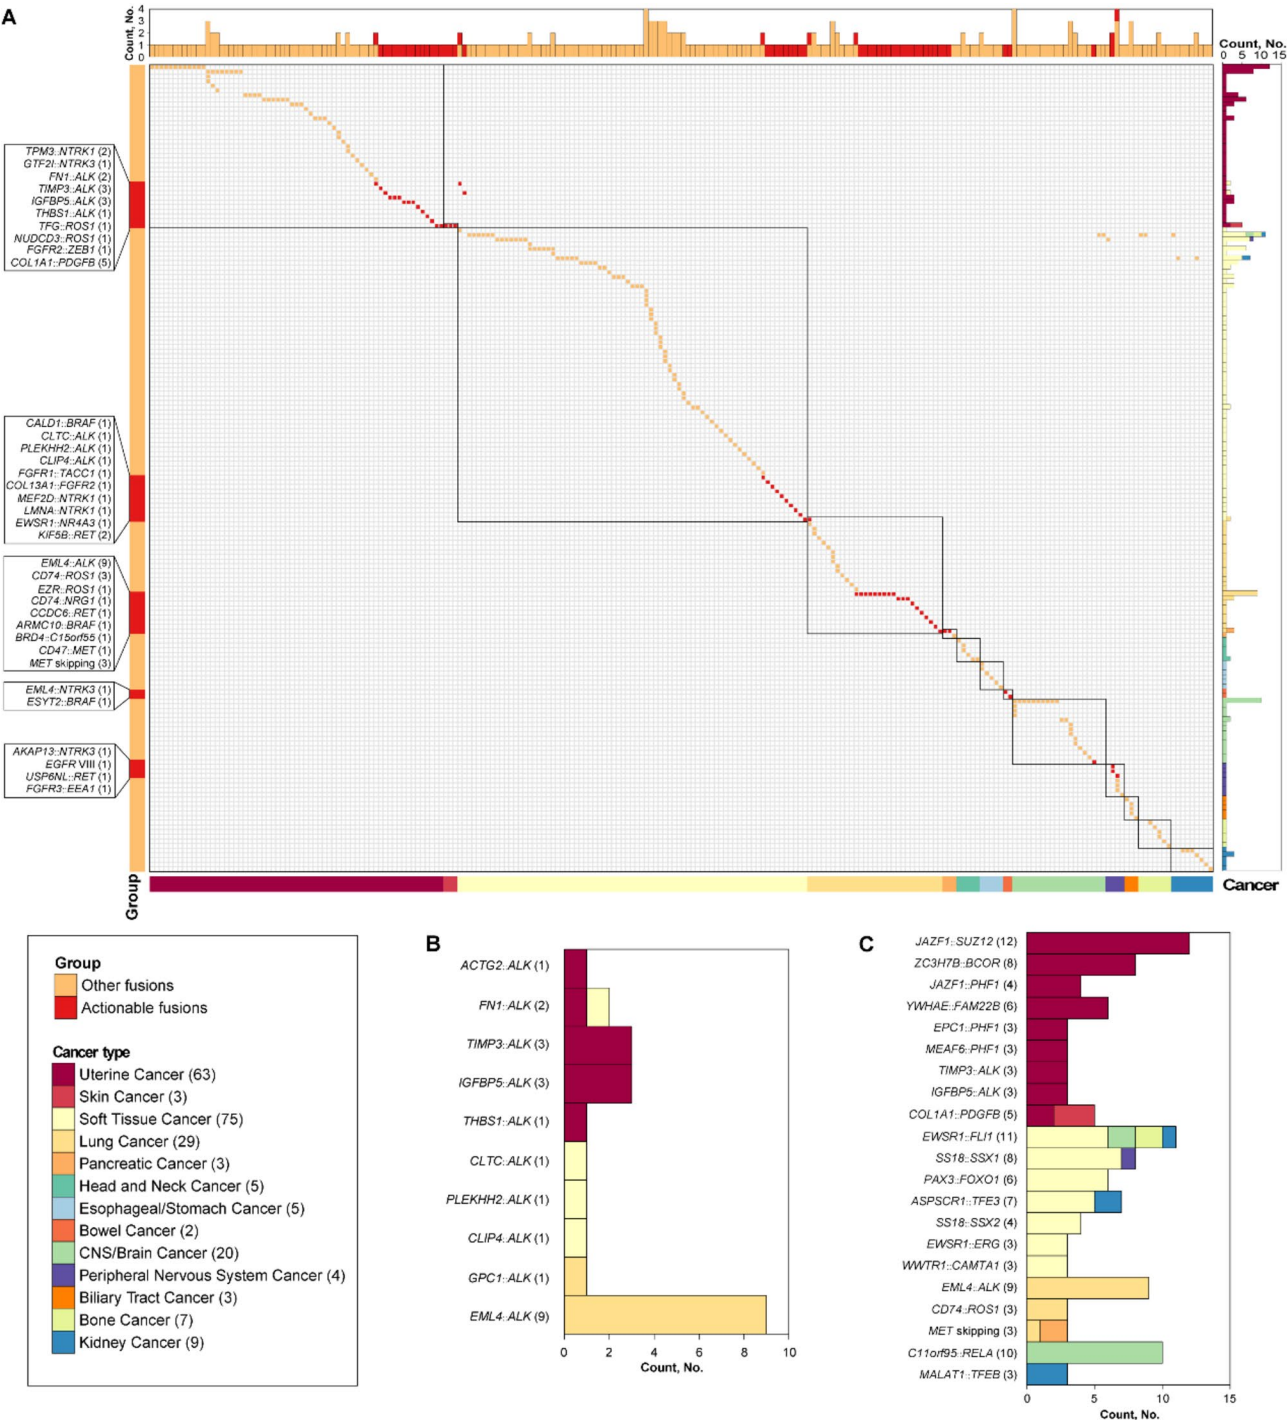 A
Count, No.
4
3
2
1
0
Count, No.
0 5 10 15
TPM3::NTRK1 (2)
GTF2I::NTRK3 (1)
FN1::ALK (2)
TIMP3::ALK (3)
IGFBP5::ALK (3)
THBS1::ALK (1)
TFG::ROS1 (1)
NUDCD3::ROS1 (1)
FGFR2::ZEB1 (1)
COL1A1::PDGFB (5)
CALD1::BRAF (1)
CLTC::ALK (1)
PLEKHH2::ALK (1)
CLIP4::ALK (1)
FGFR1::TACC1 (1)
COL13A1::FGFR2 (1)
MEF2D::NTRK1 (1)
LMNA::NTRK1 (1)
EWSR1::NR4A3 (1)
KIF5B::RET (2)
EML4::ALK (9)
CD74::ROS1 (3)
EZR::ROS1 (1)
CD74::NRG1 (1)
CCDC6::RET (1)
ARMC10::BRAF (1)
BRD4::C15orf55 (1)
CD47::MET (1)
MET skipping (3)
EML4::NTRK3 (1)
ESYT2::BRAF (1)
AKAP13::NTRK3 (1)
EGFR VIII (1)
USP6NL::RET (1)
FGFR3::EEA1 (1)
Group
Cancer
Group
Other fusions
Actionable fusions
Cancer type
Uterine Cancer (63)
Skin Cancer (3)
Soft Tissue Cancer (75)
Lung Cancer (29)
Pancreatic Cancer (3)
Head and Neck Cancer (5)
Esophageal/Stomach Cancer (5)
Bowel Cancer (2)
CNS/Brain Cancer (20)
Peripheral Nervous System Cancer (4)
Biliary Tract Cancer (3)
Bone Cancer (7)
Kidney Cancer (9)
B
ACTG2::ALK (1)
FN1::ALK (2)
TIMP3::ALK (3)
IGFBP5::ALK (3)
THBS1::ALK (1)
CLTC::ALK (1)
PLEKHH2::ALK (1)
CLIP4::ALK (1)
GPC1::ALK (1)
EML4::ALK (9)
0 2 4 6 8 10
Count, No.
C
JAZF1::SUZ12 (12)
ZC3H7B::BCOR (8)
JAZF1::PHF1 (4)
YWHAE::FAM22B (6)
EPC1::PHF1 (3)
MEAF6::PHF1 (3)
TIMP3::ALK (3)
IGFBP5::ALK (3)
COL1A1::PDGFB (5)
EWSR1::FLI1 (11)
SS18::SSX1 (8)
PAX3::FOXO1 (6)
ASPSCR1::TFE3 (7)
SS18::SSX2 (4)
EWSR1::ERG (3)
WWTR1::CAMTA1 (3)
EML4::ALK (9)
CD74::ROS1 (3)
MET skipping (3)
C11orf95::RELA (10)
MALAT1::TFEB (3)
0 5 10 15
Count, No.